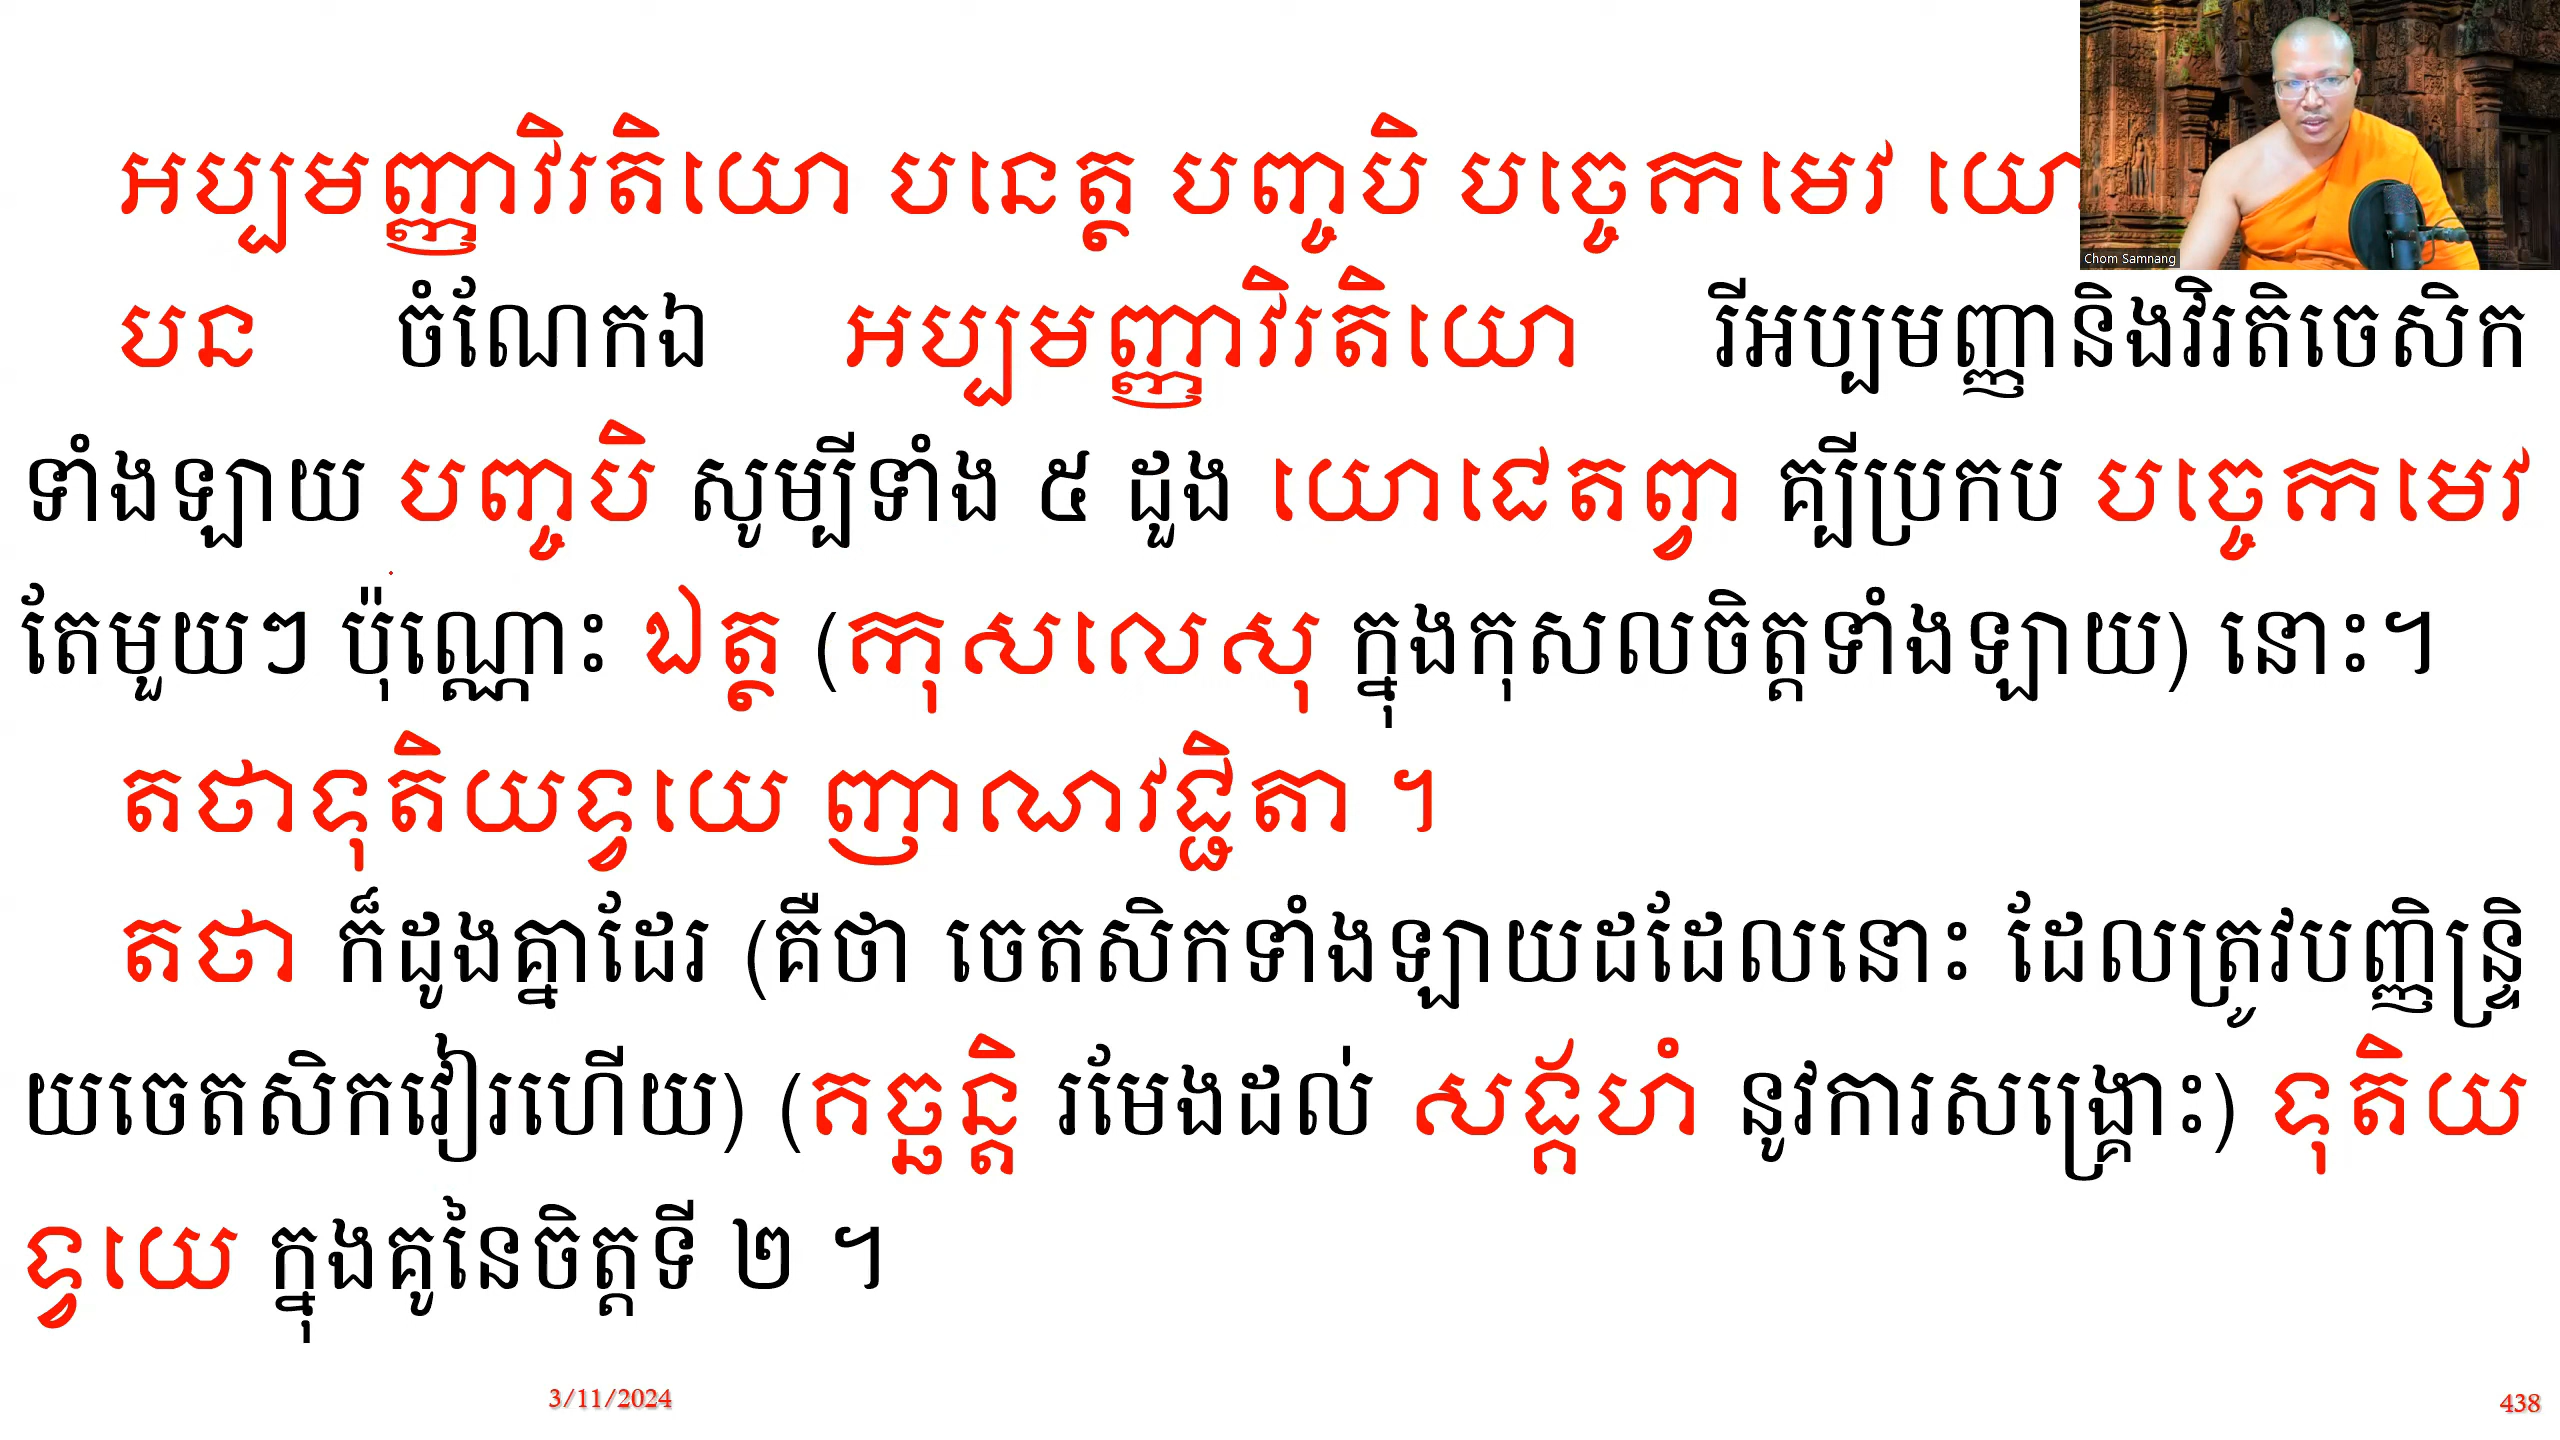 អប្បមញ្ញាវិរតិយោ បនេត្ថ បញ្ចបិ បច្ចេកមេវ
Chom Samnang
បន ចំណែកឯ អប្បមញ្ញាវិរតិយោ រីអប្បមញ្ញានិងវិរតិចេតសិក
ទាំងឡាយ បញ្ចបិ សូម្បីទាំង ៥ ដួង យោជេតព្វា គប្បីប្រកប បច្ចេកមេវ
តែមួយៗ ប៉ុណ្ណោះ ឯត្ថ (កុសលេសុ ក្នុងកុសលចិត្តទាំងឡាយ) នោះ។
តថាទុតិយទ្វយេ ញាណវជ្ជិតា ។
តថា ក៏ដូងគ្នាដែរ (គឺថា ចេតសិកទាំងឡាយដដែលនោះ ដែលត្រូវបញ្ញិន្ទ្រិ
យចេតសិកវៀរហើយ) (គច្ឆន្តិ រមែងដល់ សង្គ័ហំ នូវការសង្គ្រោះ) ទុតិយ
ទ្វយេ ក្នុងគូនៃចិត្តទី ២ ។
3/11/2024
438